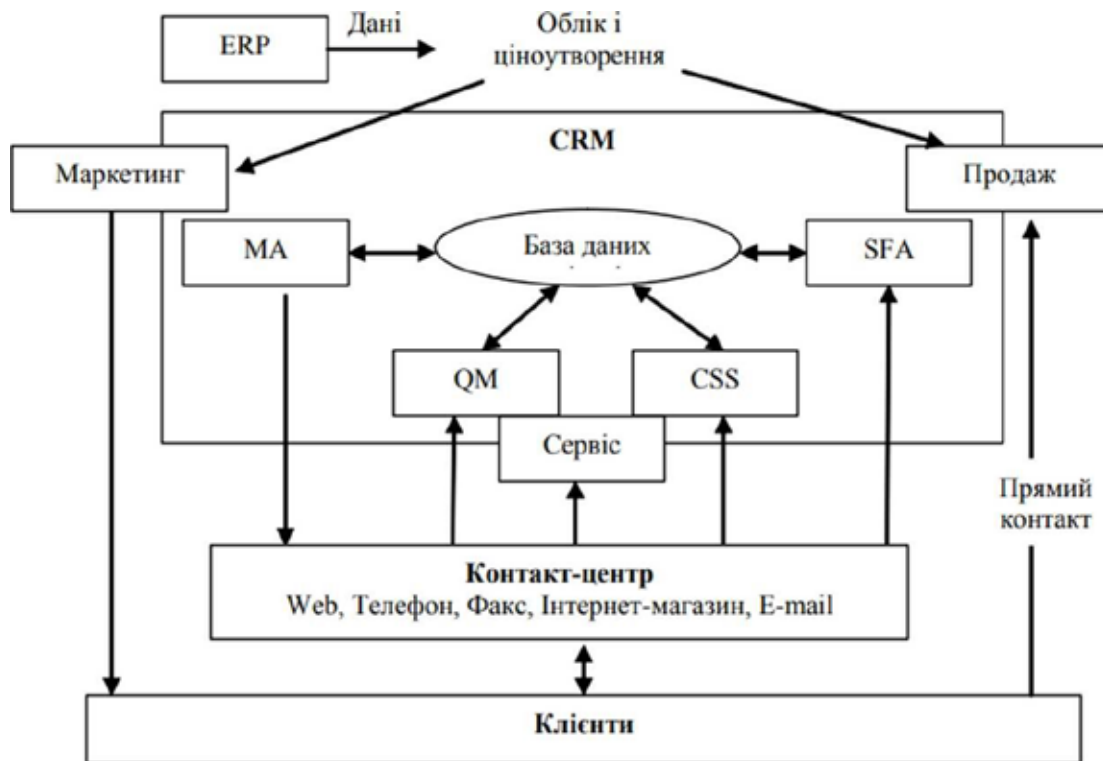 ERP
Дані
Облік і
ціноутворення
CRM
Маркетинг
Продаж
MA
База даних
SFA
QM
CSS
Сервіс
Прямий
контакт
Контакт-центр
Web, Телефон, Факс, Інтернет-магазин, E-mail
Клієнти